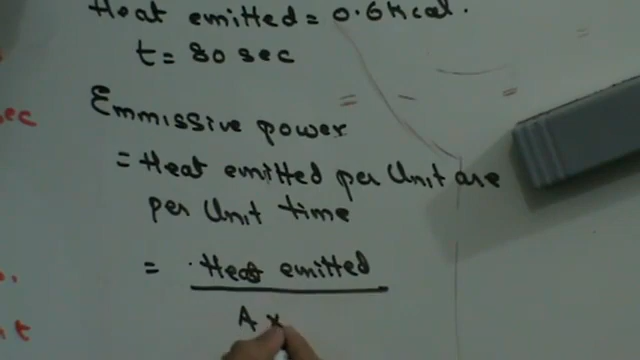 Heat emitted = 0.6 Kcal.
t = 80 sec
sec
Emmissive power
= Heat emitted per Unit are
per Unit time
= Heat emitted
A x